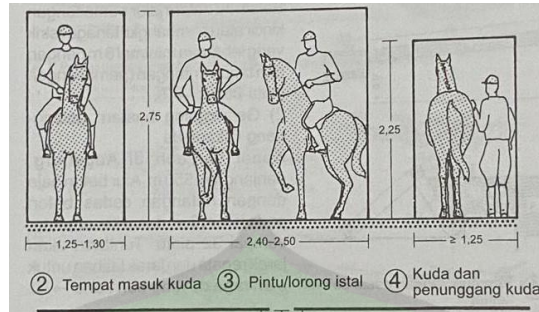 2,75
2,25
1,25–1,30
2,40–2,50
≥ 1,25
② Tempat masuk kuda
③ Pintu/lorong istal
④ Kuda dan
penunggang kuda